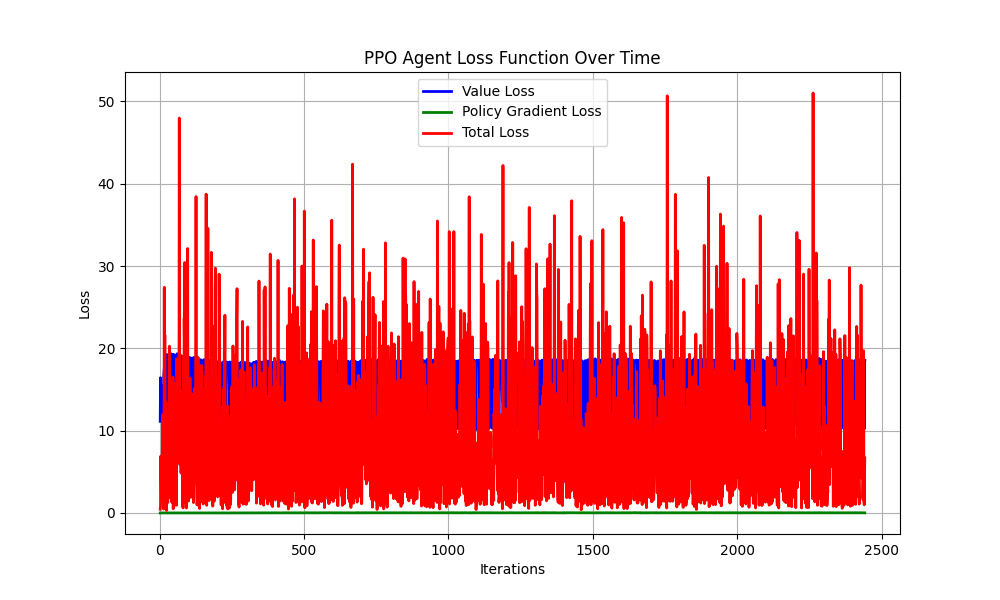 PPO Agent Loss Function Over Time
Value Loss
Policy Gradient Loss
Total Loss
50
40
30
20
10
0
Loss
0 500 1000 1500 2000 2500
Iterations